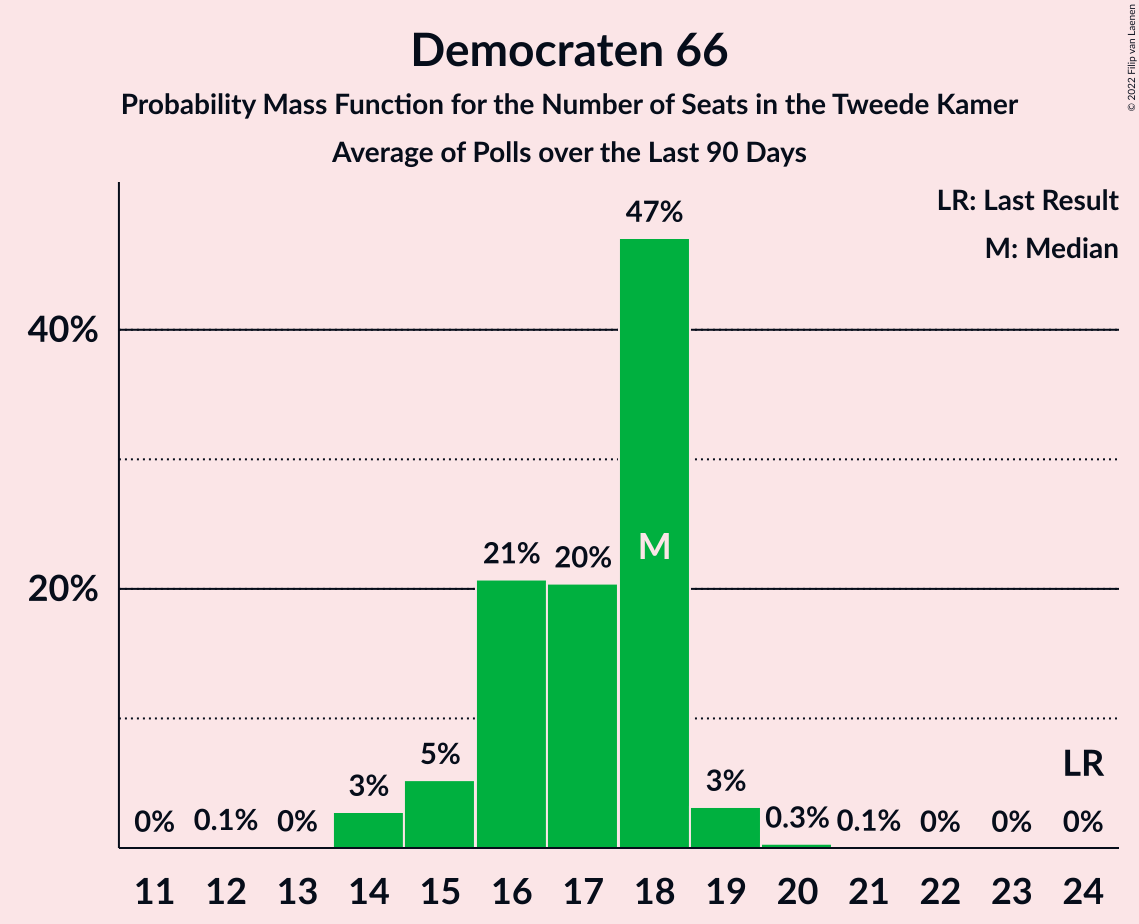 Democraten 66
Probability Mass Function for the Number of Seats in the Tweede Kamer
Average of Polls over the Last 90 Days
© 2022 Filip van Laenen
LR: Last Result
M: Median
47%
40%
M
21%
20%
20%
5%
LR
3%
3%
0%
0.1%
0%
0.3%
0.1%
0%
0%
0%
11 12 13 14 15 16 17 18 19 20 21 22 23 24